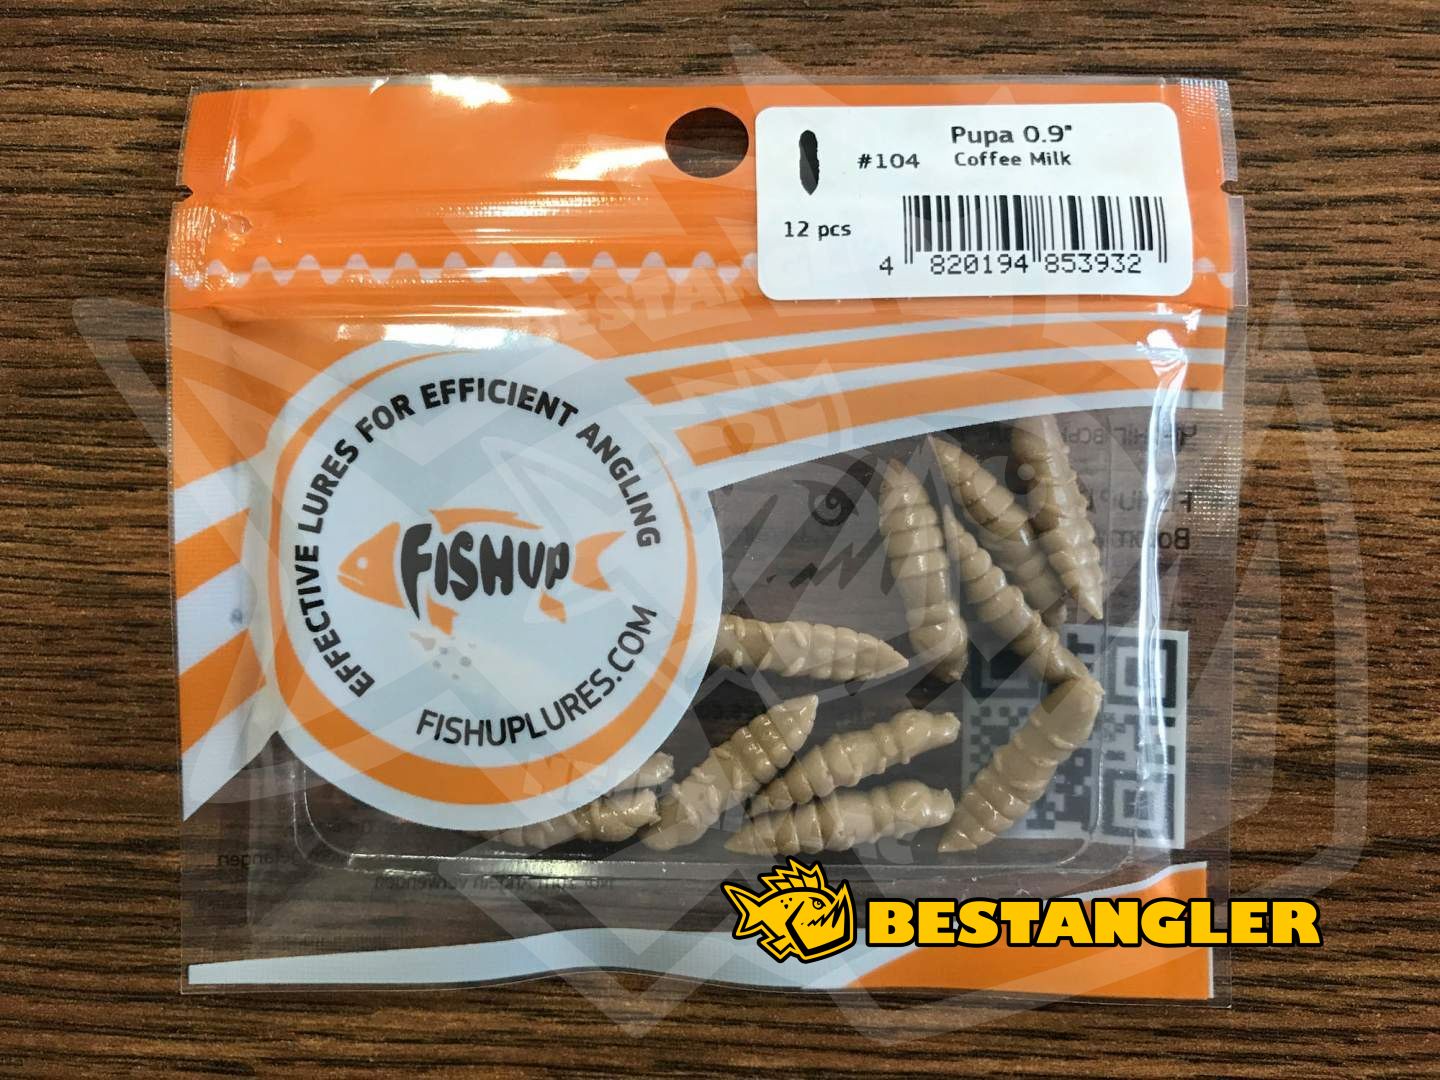 Pupa 0.9"
#104 Coffee Milk
12 pcs
4 820194 853932
EFFECTIVE LURES FOR EFFICIENT ANGLING
FISHUP
FISHUPLURES.COM
BESTANGLER
BESTANGLER